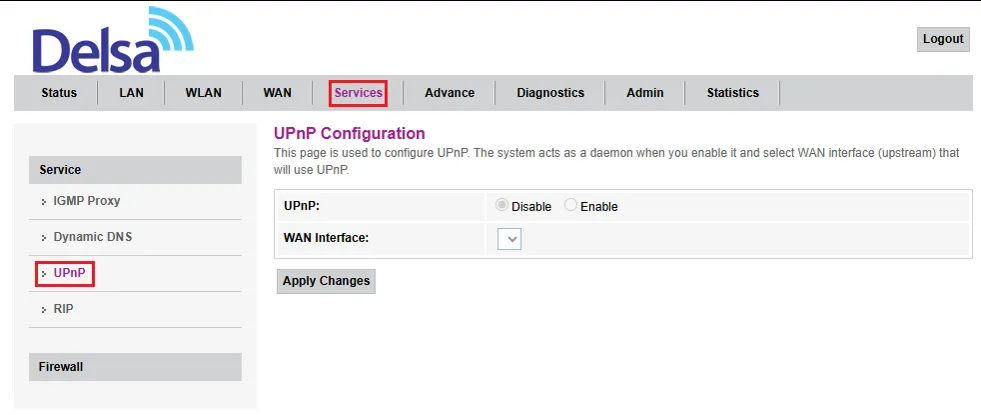 Delsa
Logout
Status LAN WLAN WAN Services Advance Diagnostics Admin Statistics
Service
IGMP Proxy
Dynamic DNS
UPnP
RIP
Firewall
UPnP Configuration
This page is used to configure UPnP. The system acts as a daemon when you enable it and select WAN interface (upstream) that
will use UPnP.
UPnP: Disable Enable
WAN Interface:
Apply Changes